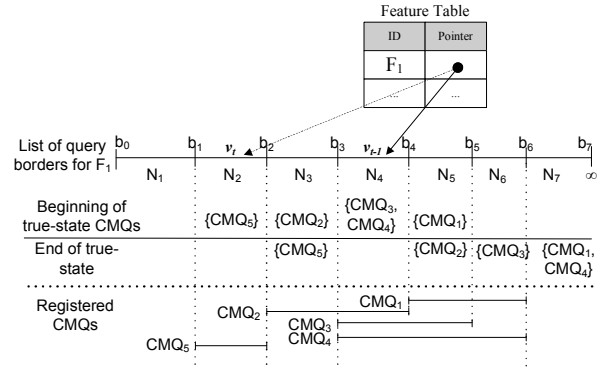 Feature Table
ID Pointer
F1
... ...
List of query borders for F1
b0 b1 vt b2 b3 vt-1 b4 b5 b6 b7
N1 N2 N3 N4 N5 N6 N7 ∞
Beginning of true-state CMQs
{CMQ5} {CMQ2} {CMQ3, CMQ4} {CMQ1}
End of true-state
{CMQ5} {CMQ2} {CMQ3} {CMQ1, CMQ4}
Registered CMQs
CMQ1
CMQ2
CMQ3
CMQ4
CMQ5